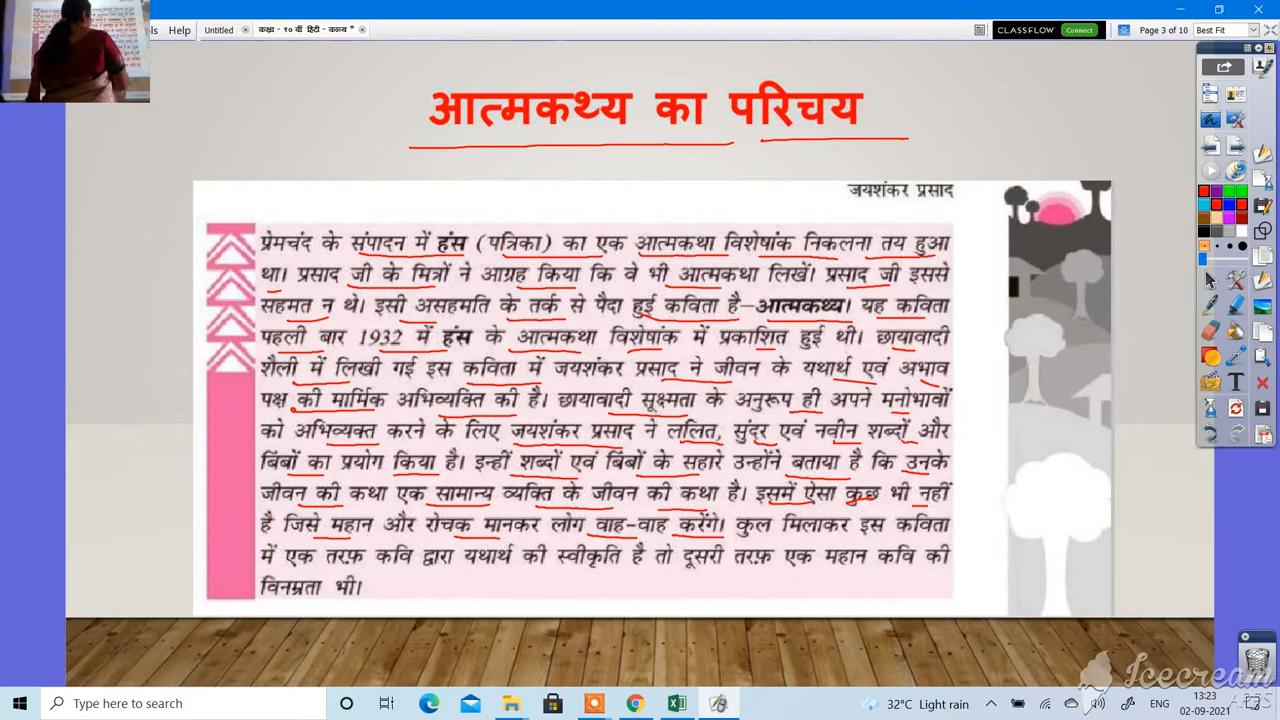 ls Help Untitled कक्षा - १० वीं हिंदी - काव्य * CLASSFLOW Connect Page 3 of 10 Best Fit
आत्मकथ्य का परिचय
जयशंकर प्रसाद
प्रेमचंद के संपादन में हंस (पत्रिका) का एक आत्मकथा विशेषांक निकलना तय हुआ
था। प्रसाद जी के मित्रों ने आग्रह किया कि वे भी आत्मकथा लिखें। प्रसाद जी इससे
सहमत न थे। इसी असहमति के तर्क से पैदा हुई कविता है–आत्मकथ्य। यह कविता
पहली बार 1932 में हंस के आत्मकथा विशेषांक में प्रकाशित हुई थी। छायावादी
शैली में लिखी गई इस कविता में जयशंकर प्रसाद ने जीवन के यथार्थ एवं अभाव
पक्ष की मार्मिक अभिव्यक्ति की है। छायावादी सूक्ष्मता के अनुरूप ही अपने मनोभावों
को अभिव्यक्त करने के लिए जयशंकर प्रसाद ने ललित, सुंदर एवं नवीन शब्दों और
बिंबों का प्रयोग किया है। इन्हीं शब्दों एवं बिंबों के सहारे उन्होंने बताया है कि उनके
जीवन की कथा एक सामान्य व्यक्ति के जीवन की कथा है। इसमें ऐसा कुछ भी नहीं
है जिसे महान और रोचक मानकर लोग वाह-वाह करेंगे। कुल मिलाकर इस कविता
में एक तरफ़ कवि द्वारा यथार्थ की स्वीकृति है तो दूसरी तरफ़ एक महान कवि की
विनम्रता भी।
Icecream
APPS
Type here to search 32°C Light rain ENG 13:23
02-09-2021